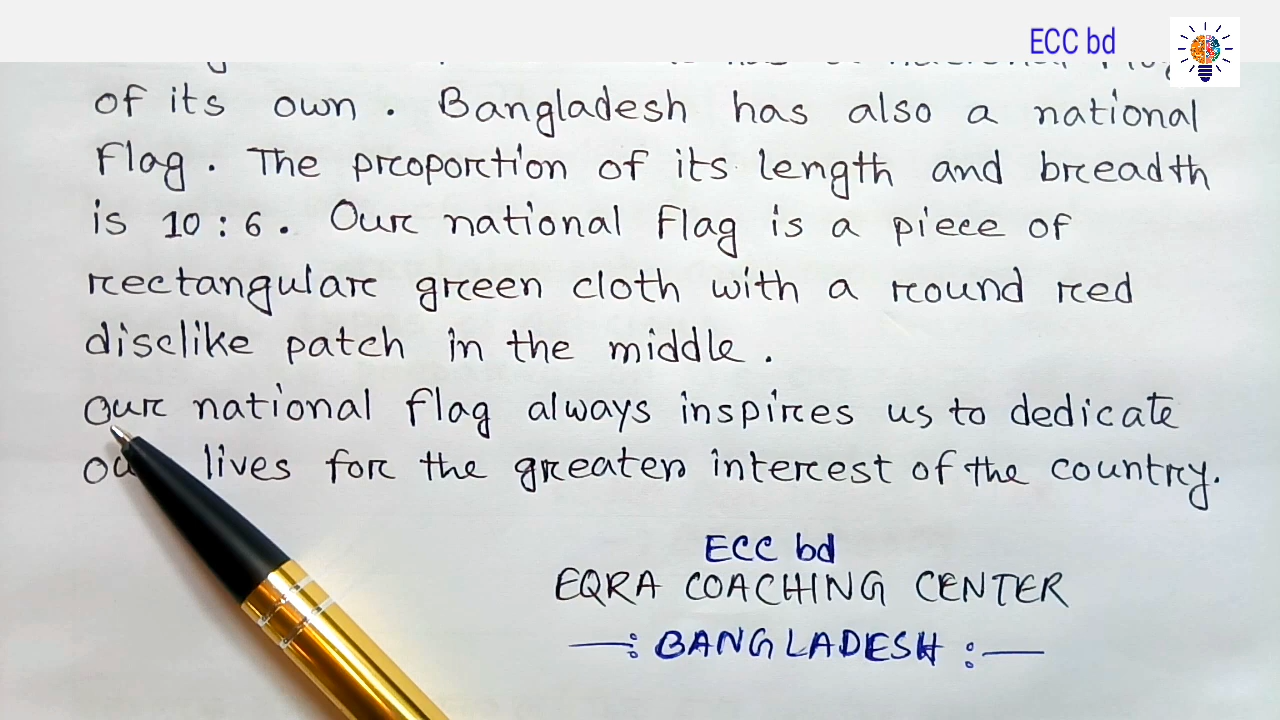 ECC bd
of its own. Bangladesh has also a national
Flag. The proportion of its length and breadth
is 10:6. Our national flag is a piece of
rectangular green cloth with a round red
disclike patch in the middle.
Our national flag always inspires us to dedicate
lives for the greater interest of the country.
ECC bd
EQRA COACHING CENTER
—: BANGLADESH :—